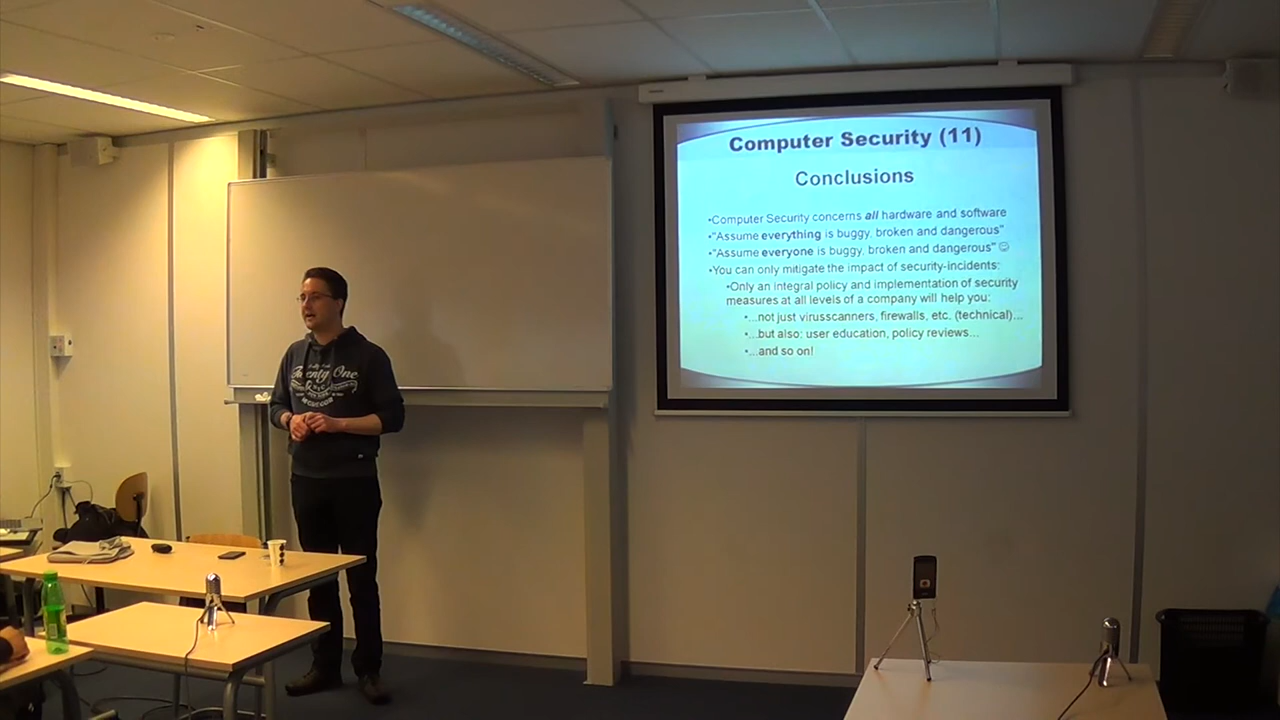 Computer Security (11)
Conclusions
•Computer Security concerns all hardware and software
•"Assume everything is buggy, broken and dangerous"
•"Assume everyone is buggy, broken and dangerous" ☺
•You can only mitigate the impact of security-incidents:
•Only an integral policy and implementation of security
measures at all levels of a company will help you:
•...not just virusscanners, firewalls, etc. (technical)...
•...but also: user education, policy reviews...
•...and so on!
Twenty One